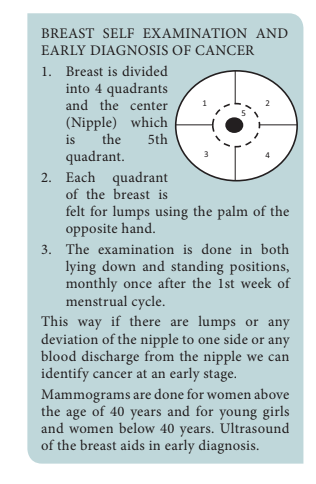 BREAST SELF EXAMINATION AND
EARLY DIAGNOSIS OF CANCER
1. Breast is divided
into 4 quadrants
and the center
(Nipple) which
is the 5th
quadrant.
1
2
5
3
4
2. Each quadrant
of the breast is
felt for lumps using the palm of the
opposite hand.
3. The examination is done in both
lying down and standing positions,
monthly once after the 1st week of
menstrual cycle.
This way if there are lumps or any
deviation of the nipple to one side or any
blood discharge from the nipple we can
identify cancer at an early stage.
Mammograms are done for women above
the age of 40 years and for young girls
and women below 40 years. Ultrasound
of the breast aids in early diagnosis.